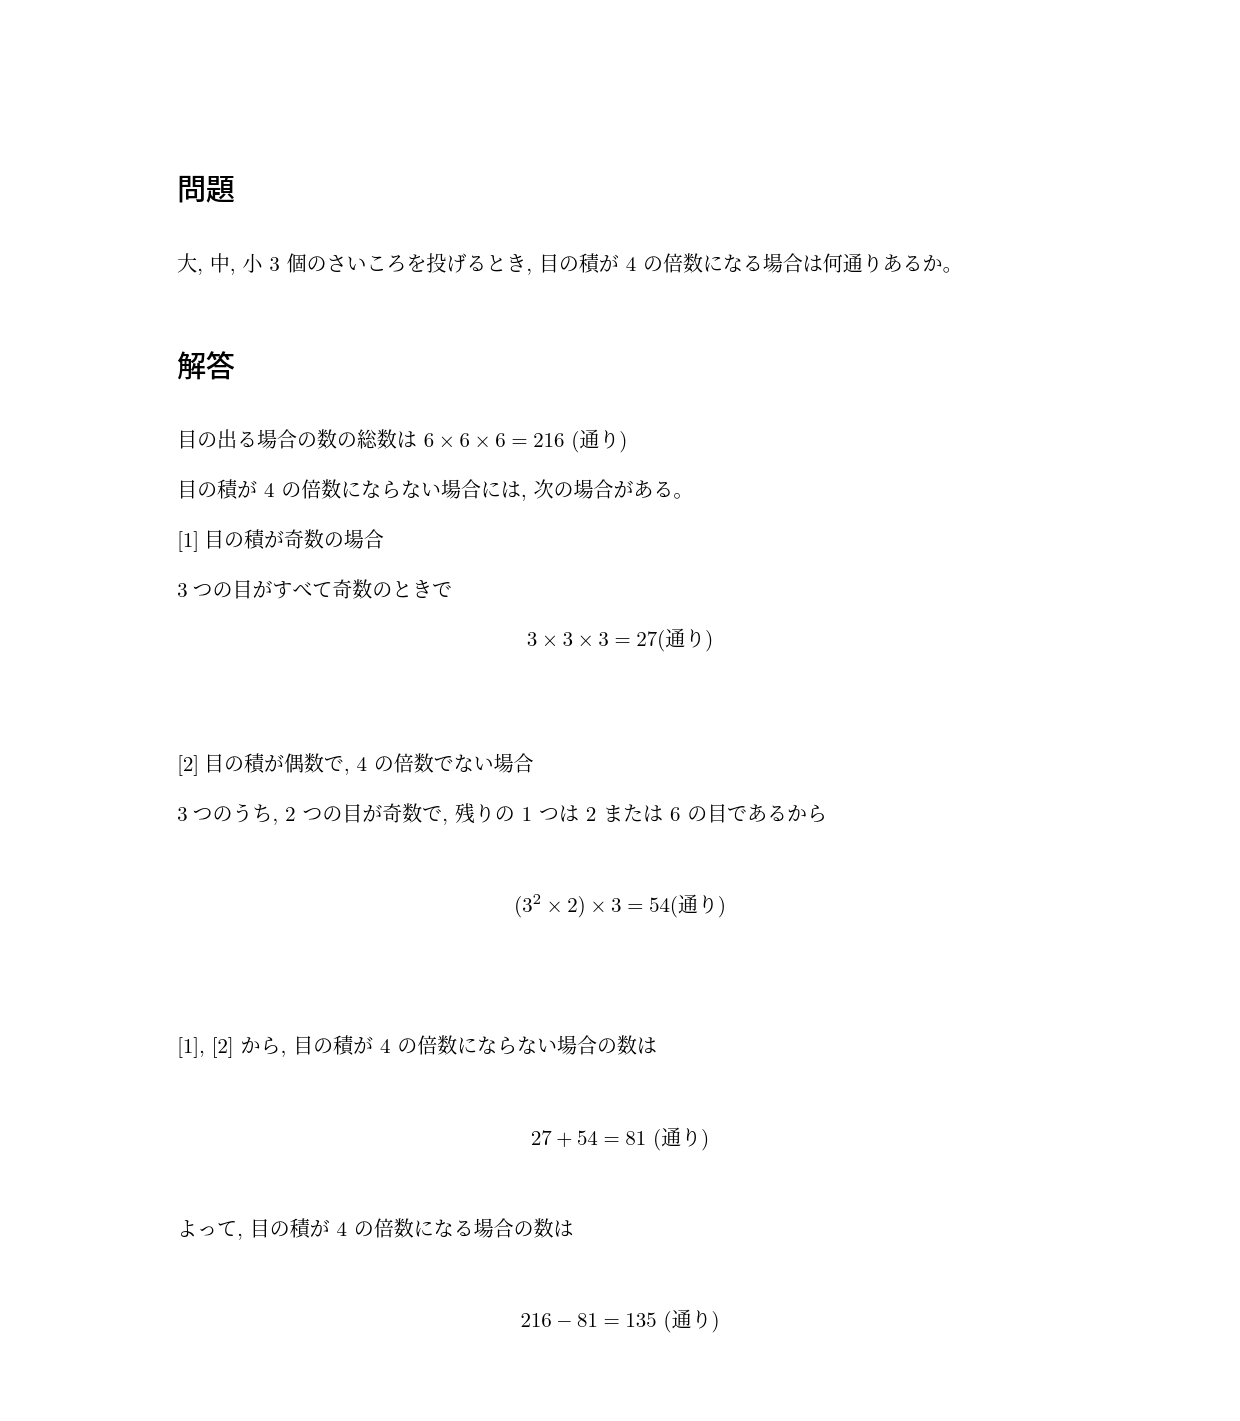 問題
大, 中, 小 3 個のさいころを投げるとき, 目の積が 4 の倍数になる場合は何通りあるか。
解答
目の出る場合の数の総数は 6 × 6 × 6 = 216 (通り)
目の積が 4 の倍数にならない場合には, 次の場合がある。
[1] 目の積が奇数の場合
3 つの目がすべて奇数のときで
3 × 3 × 3 = 27(通り)
[2] 目の積が偶数で, 4 の倍数でない場合
3 つのうち, 2 つの目が奇数で, 残りの 1 つは 2 または 6 の目であるから
(3² × 2) × 3 = 54(通り)
[1], [2] から, 目の積が 4 の倍数にならない場合の数は
27 + 54 = 81 (通り)
よって, 目の積が 4 の倍数になる場合の数は
216 − 81 = 135 (通り)